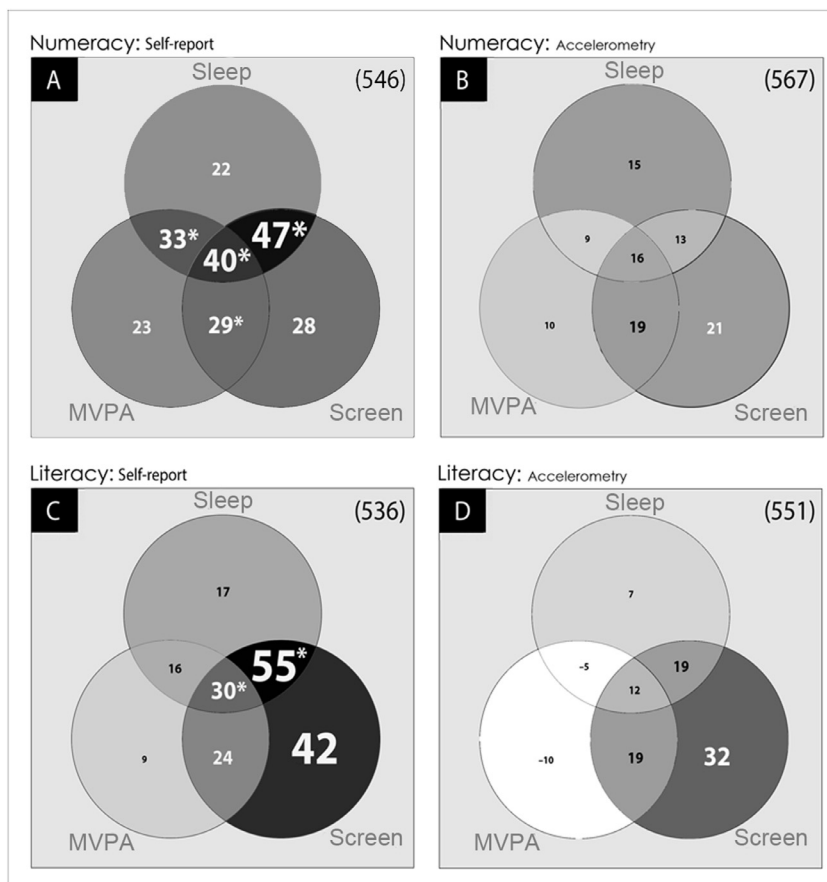 Numeracy: Self-report
A
Sleep
(546)
22
33*
47*
40*
23
29*
28
MVPA
Screen
Numeracy: Accelerometry
B
Sleep
(567)
15
9
13
16
10
19
21
MVPA
Screen
Literacy: Self-report
C
Sleep
(536)
17
16
55*
30*
9
24
42
MVPA
Screen
Literacy: Accelerometry
D
Sleep
(551)
7
–5
19
12
–10
19
32
MVPA
Screen